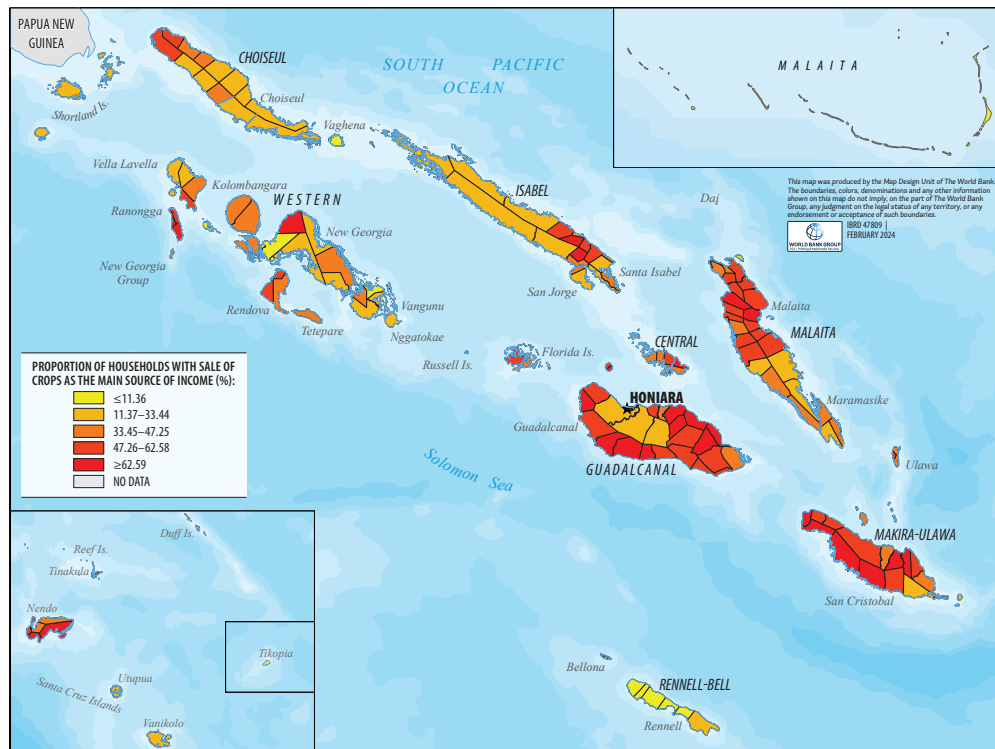 PAPUA NEW
GUINEA
CHOISEUL
SOUTH PACIFIC
OCEAN
MALAITA
Choiseul
Shortland Is.
Vaghena
Vella Lavella
Kolombangara
WESTERN
ISABEL
Daj
This map was produced by the Map Design Unit of The World Bank.
The boundaries, colors, denominations and any other information
shown on this map do not imply, on the part of The World Bank
Group, any judgment on the legal status of any territory, or any
endorsement or acceptance of such boundaries.
WORLD BANK GROUP
IBRD 47809 |
FEBRUARY 2024
Ranongga
New Georgia
New Georgia
Group
Santa Isabel
San Jorge
Rendova
Tetepare
Vangunu
Nggatokae
Malaita
MALAITA
CENTRAL
Russell Is.
Florida Is.
Maramasike
HONIARA
Guadalcanal
GUADALCANAL
Solomon Sea
Ulawa
MAKIRA-ULAWA
San Cristobal
PROPORTION OF HOUSEHOLDS WITH SALE OF
CROPS AS THE MAIN SOURCE OF INCOME (%):
≤11.36
11.37–33.44
33.45–47.25
47.26–62.58
≥62.59
NO DATA
Duff Is.
Reef Is.
Tinakula
Nendo
Tikopia
Utupua
Santa Cruz Islands
Vanikolo
Bellona
RENNELL-BELL
Rennell